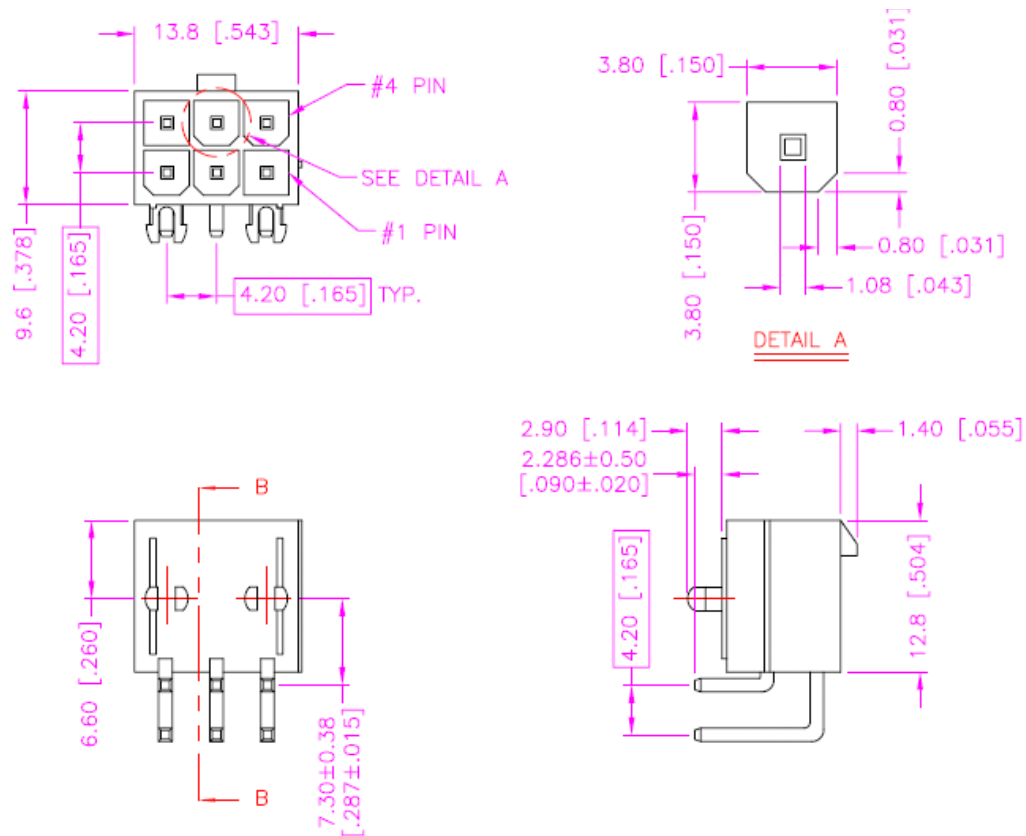 13.8 [.543]
#4 PIN
SEE DETAIL A
#1 PIN
9.6 [.378]
4.20 [.165]
4.20 [.165] TYP.
3.80 [.150]
0.80 [.031]
3.80 [.150]
0.80 [.031]
1.08 [.043]
DETAIL A
B
6.60 [.260]
7.30±0.38
[.287±.015]
B
2.90 [.114]
1.40 [.055]
2.286±0.50
[.090±.020]
4.20 [.165]
12.8 [.504]